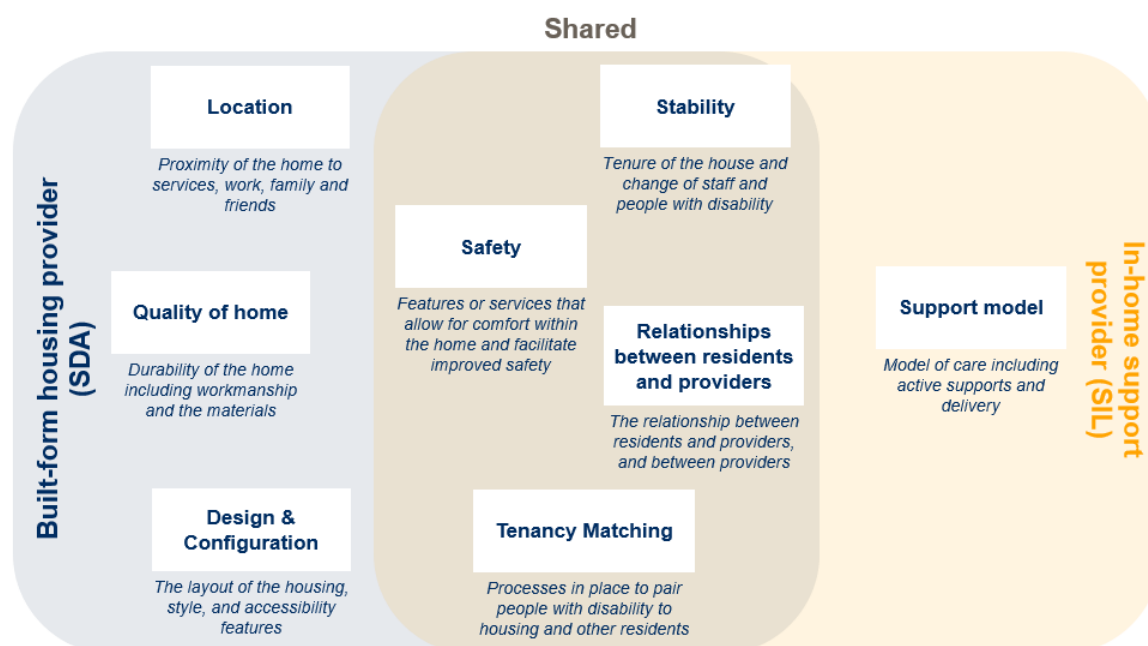 Shared
Built-form housing provider
(SDA)
Location
Proximity of the home to
services, work, family and
friends
Quality of home
Durability of the home
including workmanship
and the materials
Design &
Configuration
The layout of the housing,
style, and accessibility
features
Stability
Tenure of the house and
change of staff and
people with disability
Safety
Features or services that
allow for comfort within
the home and facilitate
improved safety
Relationships
between residents
and providers
The relationship between
residents and providers,
and between providers
Tenancy Matching
Processes in place to pair
people with disability to
housing and other residents
Support model
Model of care including
active supports and
delivery
In-home support
provider (SIL)